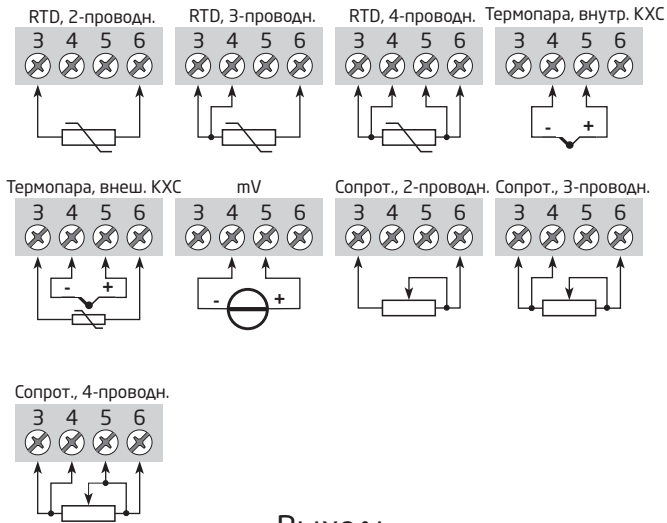 RTD, 2-проводн.
3 4 5 6
RTD, 3-проводн.
3 4 5 6
RTD, 4-проводн.
3 4 5 6
Термопара, внутр. КХС
3 4 5 6
- +
Термопара, внеш. КХС
3 4 5 6
- +
mV
3 4 5 6
- +
Сопрот., 2-проводн.
3 4 5 6
Сопрот., 3-проводн.
3 4 5 6
Сопрот., 4-проводн.
3 4 5 6